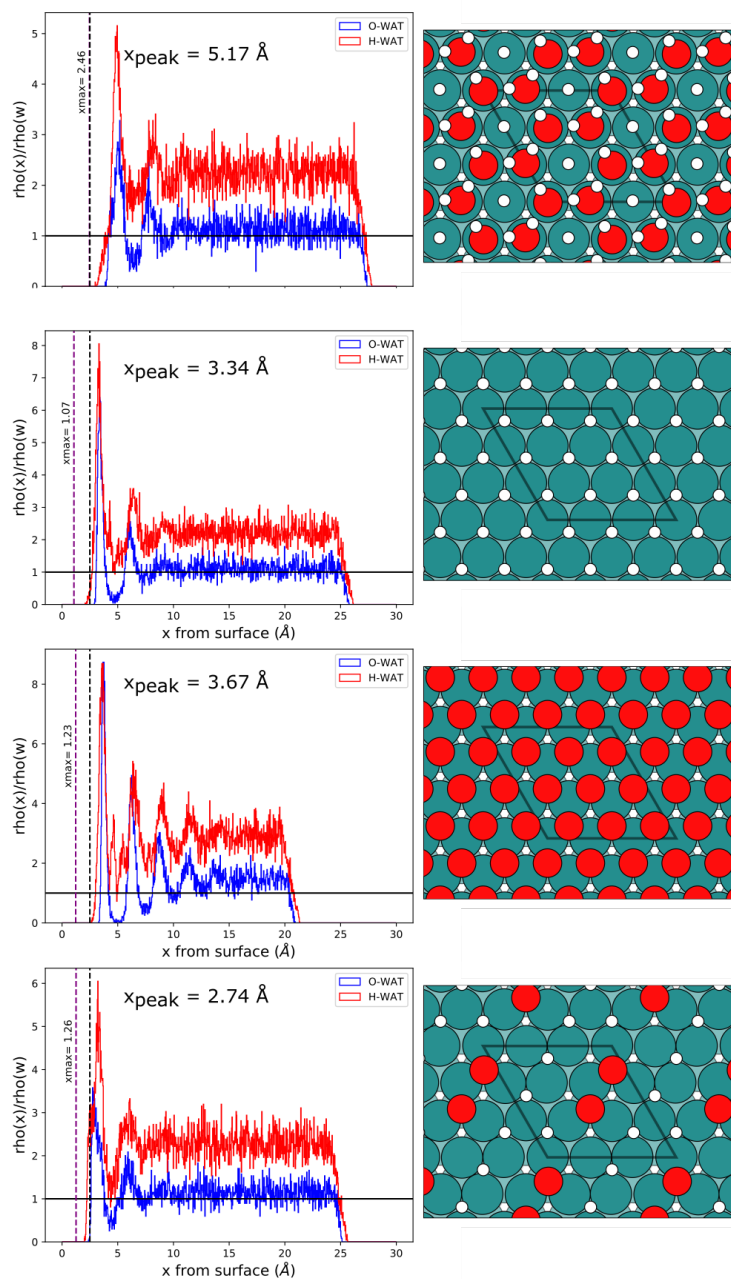 x_peak = 5.17 Å
O-WAT
H-WAT
xmax= 2.46
rho(x)/rho(w)
5
4
3
2
1
0
x_peak = 3.34 Å
O-WAT
H-WAT
xmax= 1.07
rho(x)/rho(w)
8
7
6
5
4
3
2
1
0
0 5 10 15 20 25 30
x from surface (Å)
x_peak = 3.67 Å
O-WAT
H-WAT
xmax= 1.23
rho(x)/rho(w)
8
6
4
2
0
0 5 10 15 20 25 30
x from surface (Å)
x_peak = 2.74 Å
O-WAT
H-WAT
xmax= 1.26
rho(x)/rho(w)
6
5
4
3
2
1
0
0 5 10 15 20 25 30
x from surface (Å)